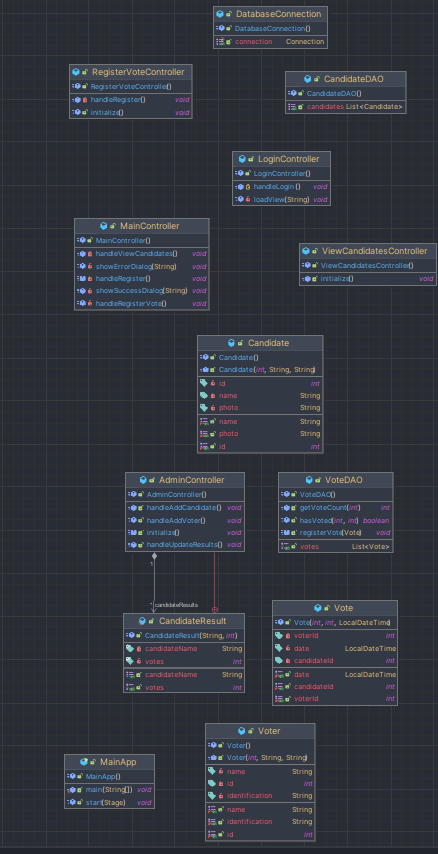 DatabaseConnection
DatabaseConnection()
connection Connection
RegisterVoteController
RegisterVoteControlle()
handleRegister() void
initialize() void
CandidateDAO
CandidateDAO()
candidates List<Candidate>
LoginController
LoginController()
handleLogin() void
loadView(String) void
MainController
MainController()
handleViewCandidates() void
showErrorDialog(String) void
handleRegister() void
showSuccessDialog(String) void
handleRegisterVote() void
ViewCandidatesController
ViewCandidatesController()
initialize() void
Candidate
Candidate()
Candidate(int, String, String)
id int
name String
photo String
name String
photo String
id int
AdminController
AdminController()
handleAddCandidate() void
handleAddVoter() void
initialize() void
handleUpdateResults() void
VoteDAO
VoteDAO()
getVoteCount(int) int
hasVoted(int, int) boolean
registerVote(Vote) void
votes List<Vote>
1
* candidateResults
CandidateResult
CandidateResult(String, int)
candidateName String
votes int
candidateName String
votes int
Vote
Vote(int, int, LocalDateTime)
voterId int
date LocalDateTime
candidateId int
date LocalDateTime
candidateId int
voterId int
Voter
Voter()
Voter(int, String, String)
name String
id int
identification String
name String
identification String
id int
MainApp
MainApp()
main(String[]) void
start(Stage) void